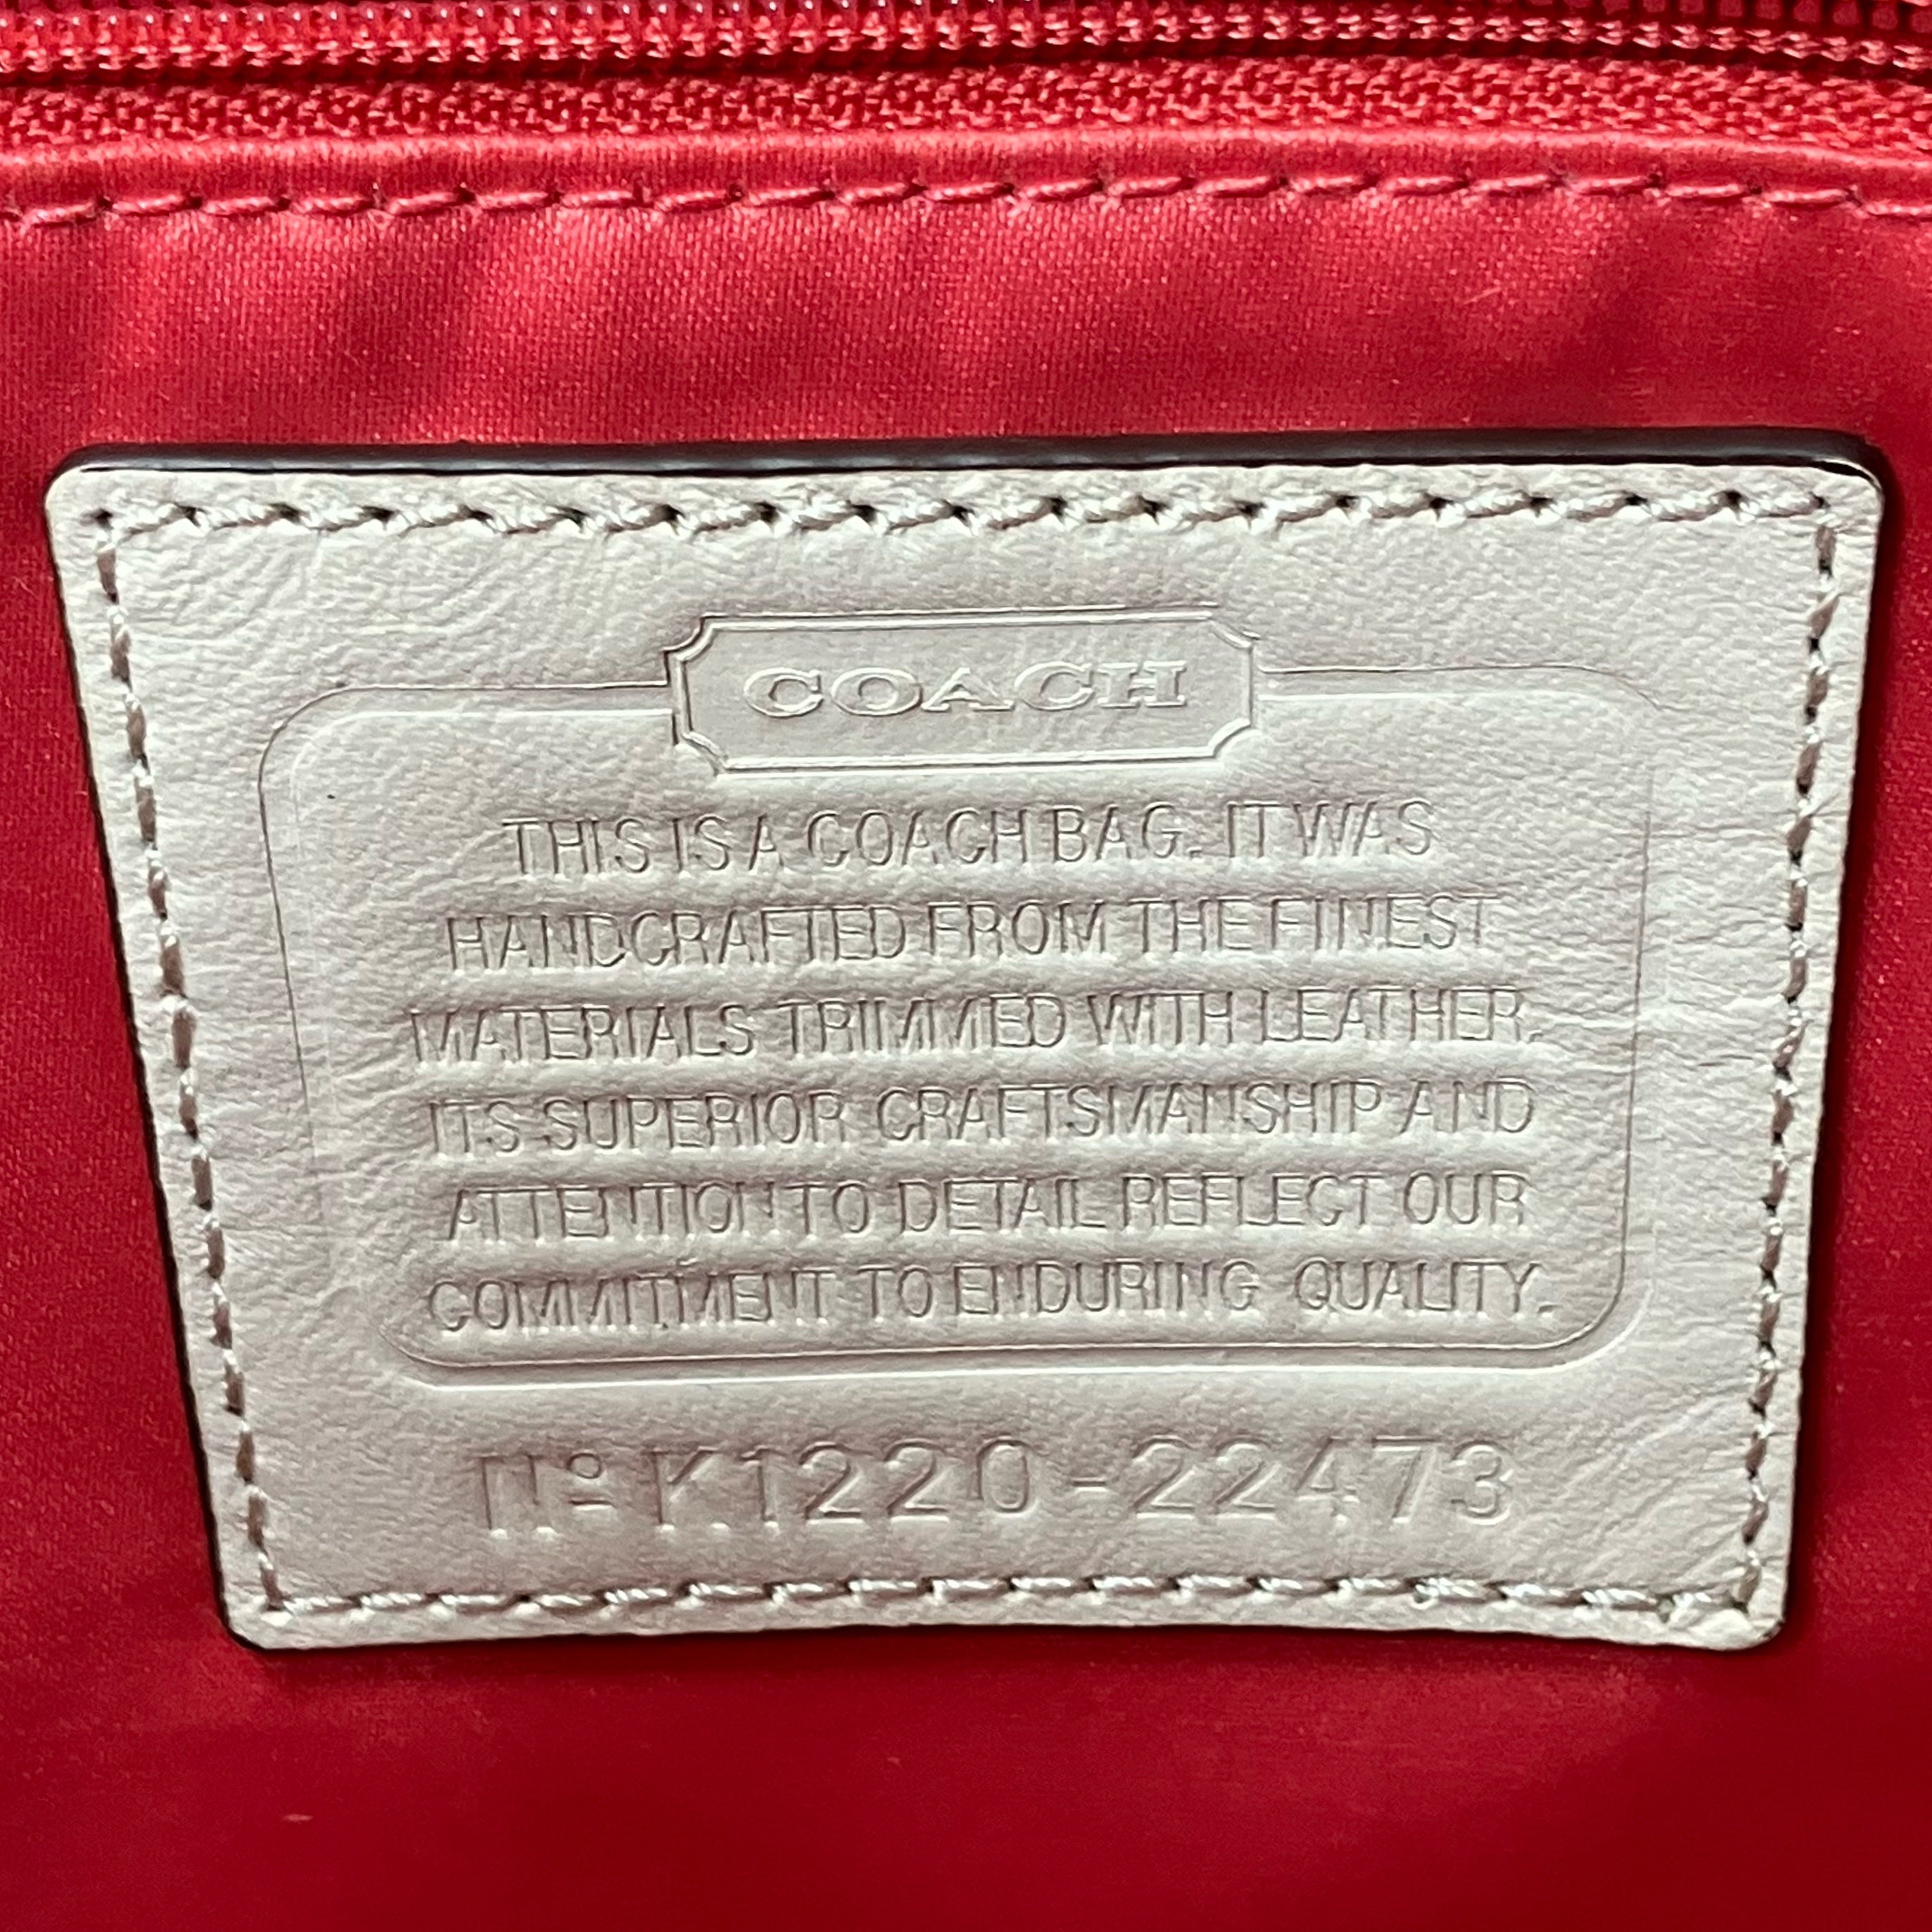 COACH
THIS IS A COACH BAG. IT WAS
HANDCRAFTED FROM THE FINEST
MATERIALS TRIMMED WITH LEATHER.
ITS SUPERIOR CRAFTSMANSHIP AND
ATTENTION TO DETAIL REFLECT OUR
COMMITMENT TO ENDURING QUALITY.
Nº K1220-22473